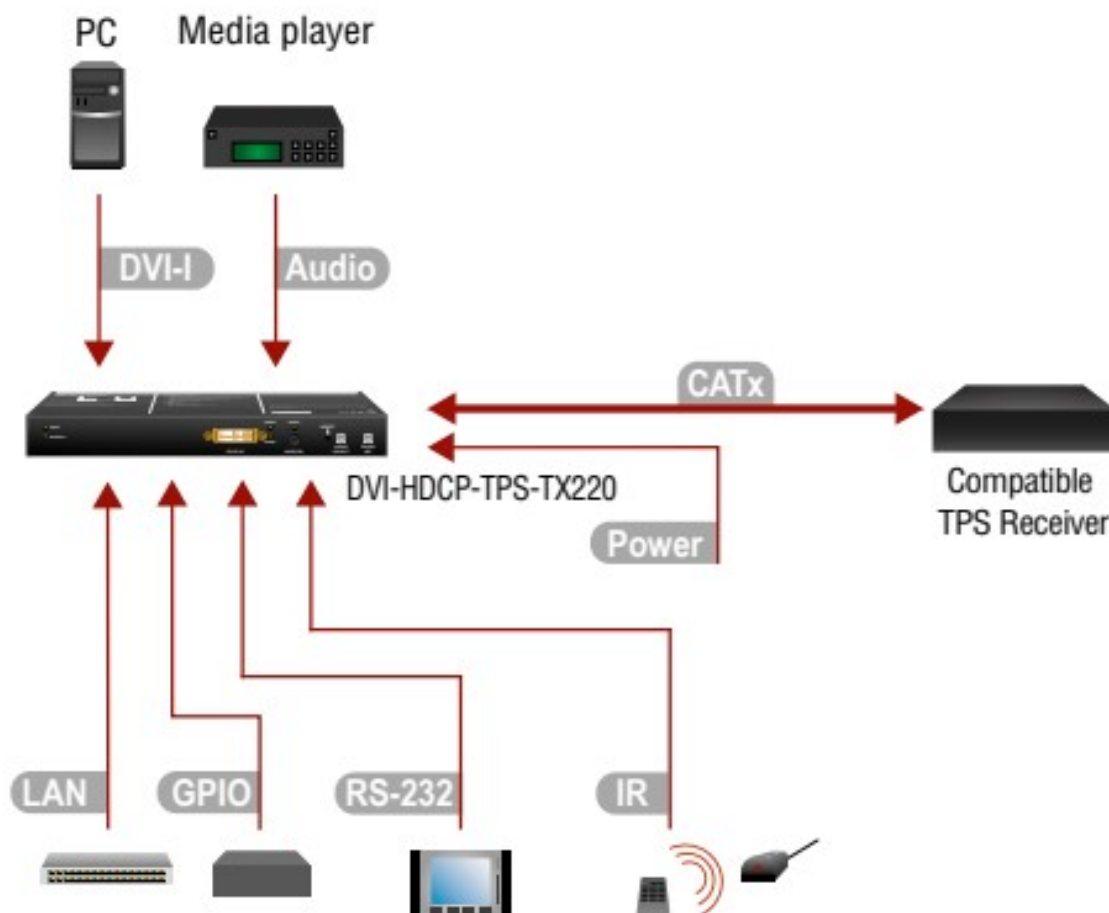 PC
Media player
DVI-I
Audio
CATx
DVI-HDCP-TPS-TX220
Compatible
TPS Receiver
Power
LAN
GPIO
RS-232
IR